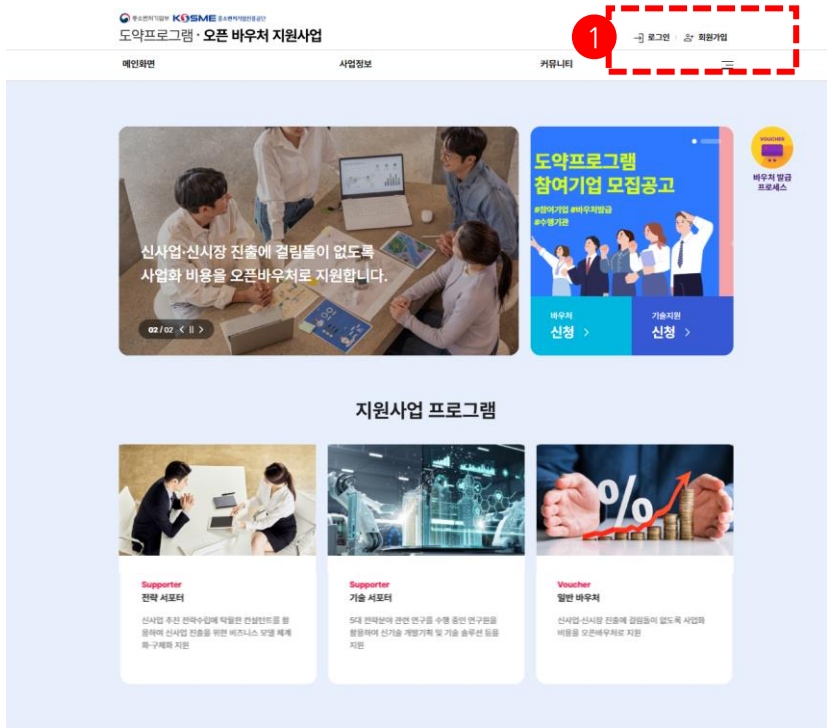 중소벤처기업부 KOSME 중소벤처기업진흥공단
도약프로그램 · 오픈 바우처 지원사업
1
로그인
회원가입
메인화면
사업정보
커뮤니티
신사업·신시장 진출에 걸림돌이 없도록
사업화 비용을 오픈바우처로 지원합니다.
02 / 02
도약프로그램
참여기업 모집공고
#참여기업 #바우처발급
#수행기관
바우처
신청 >
기술지원
신청 >
VOUCHER
바우처 발급
프로세스
지원사업 프로그램
%
Supporter
전략 서포터
신사업 추진 전략수립에 탁월한 컨설턴트를 활
용하여 신사업 진출을 위한 비즈니스 모델 체계
화·구체화 지원
Supporter
기술 서포터
5대 전략분야 관련 연구를 수행 중인 연구원을
활용하여 신기술 개발기획 및 기술 솔루션 등을
지원
Voucher
일반 바우처
신사업·신시장 진출에 걸림돌이 없도록 사업화
비용을 오픈바우처로 지원